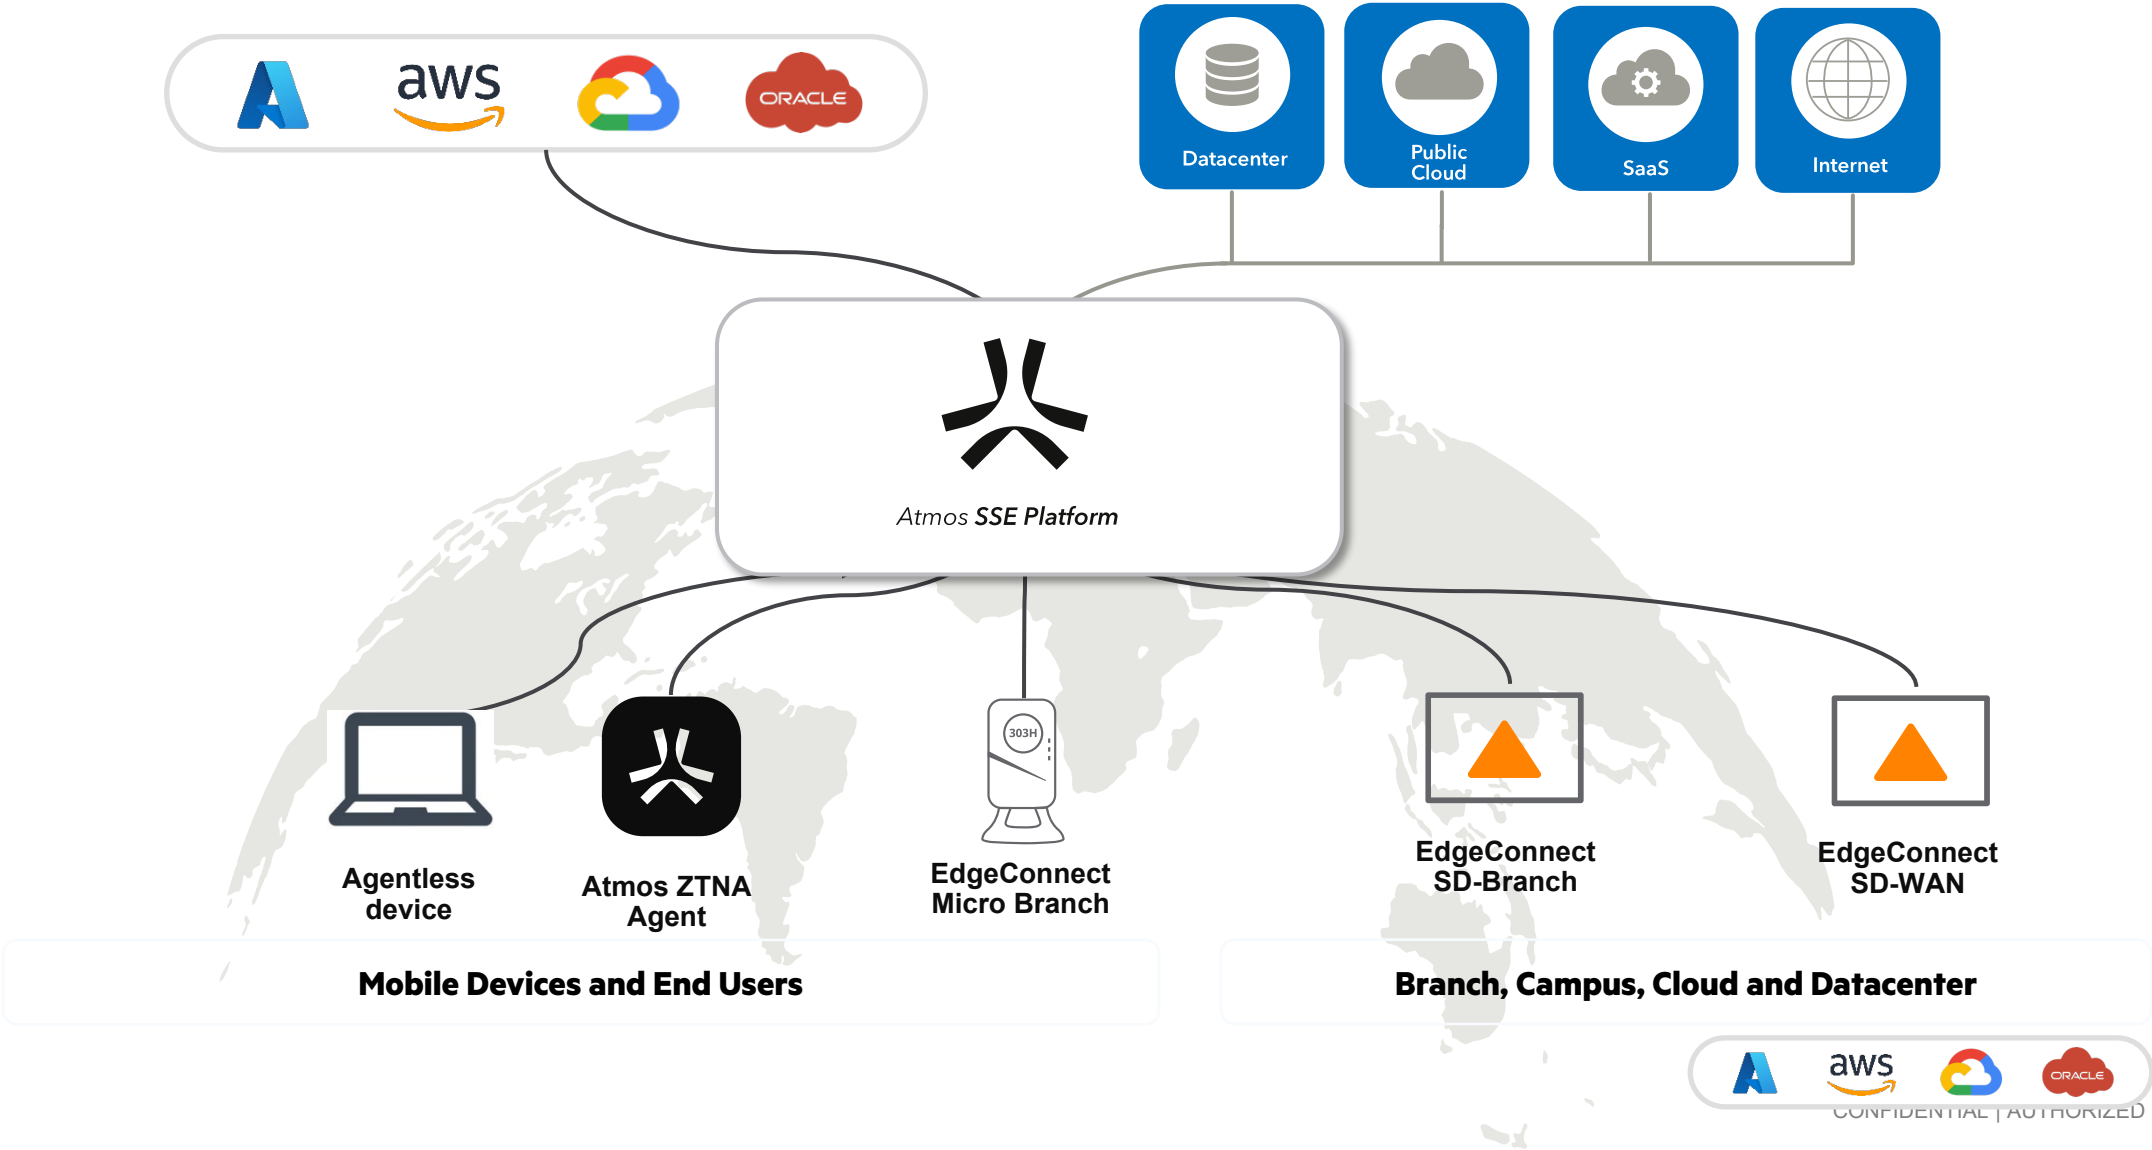 aws
ORACLE
Datacenter
Public
Cloud
SaaS
Internet
Atmos SSE Platform
303H
Agentless
device
Atmos ZTNA
Agent
EdgeConnect
Micro Branch
EdgeConnect
SD-Branch
EdgeConnect
SD-WAN
Mobile Devices and End Users
Branch, Campus, Cloud and Datacenter
aws
ORACLE
CONFIDENTIAL | AUTHORIZED